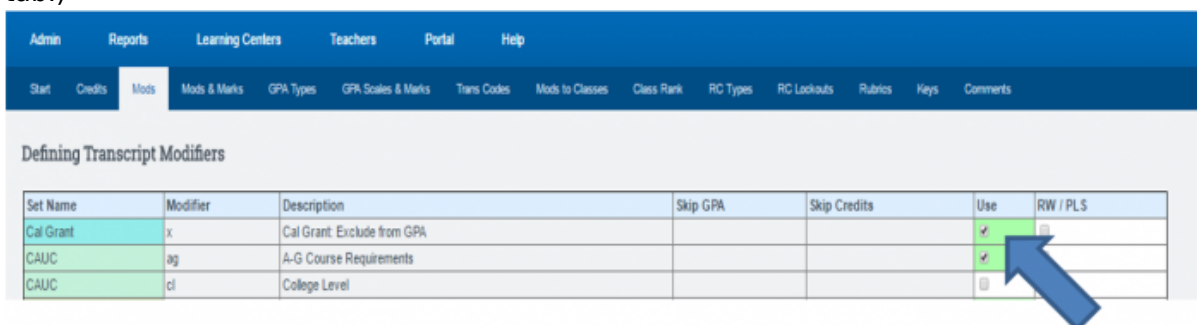 Admin Reports Learning Centers Teachers Portal Help
Start Credits Mods Mods & Marks GPA Types GPA Scales & Marks Trans Codes Mods to Classes Class Rank RC Types RC Lockouts Rubrics Keys Comments
Defining Transcript Modifiers
Set Name Modifier Description Skip GPA Skip Credits Use RW / PLS
Cal Grant x Cal Grant: Exclude from GPA
CAUC ag A-G Course Requirements
CAUC cl College Level